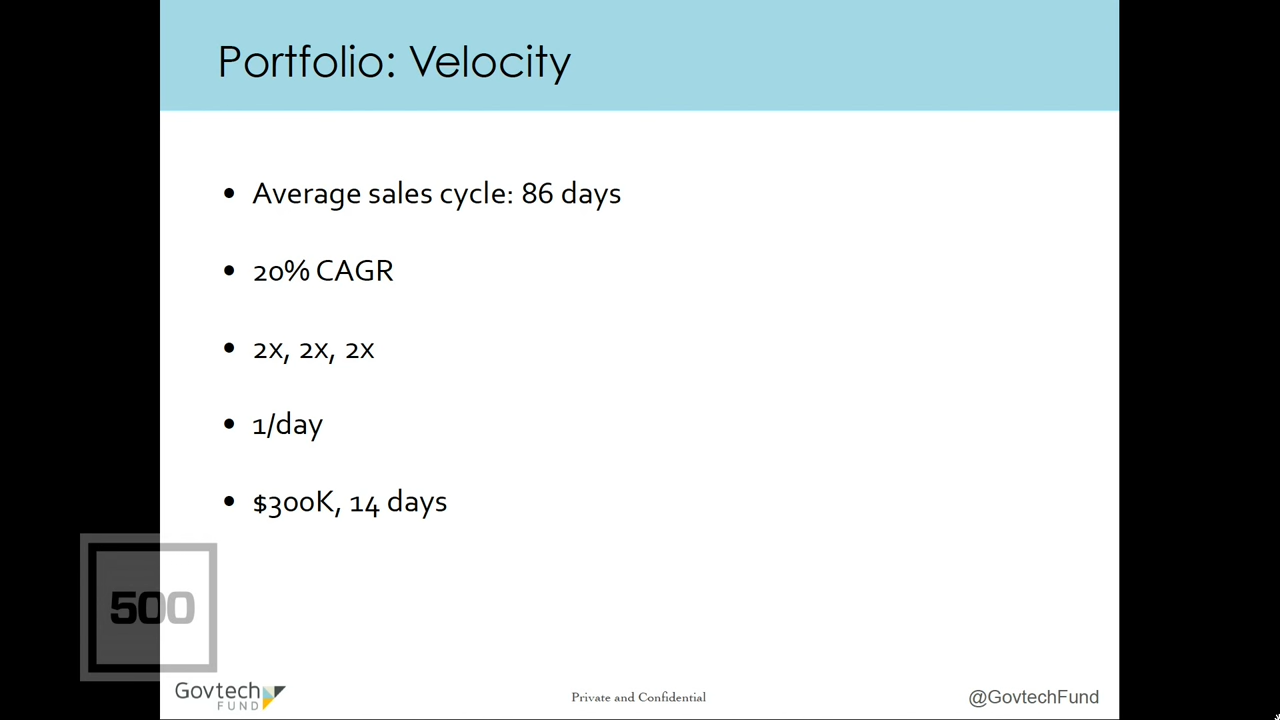 Portfolio: Velocity
• Average sales cycle: 86 days
• 20% CAGR
• 2x, 2x, 2x
• 1/day
• $300K, 14 days
500
Govtech
FUND
Private and Confidential
@GovtechFund